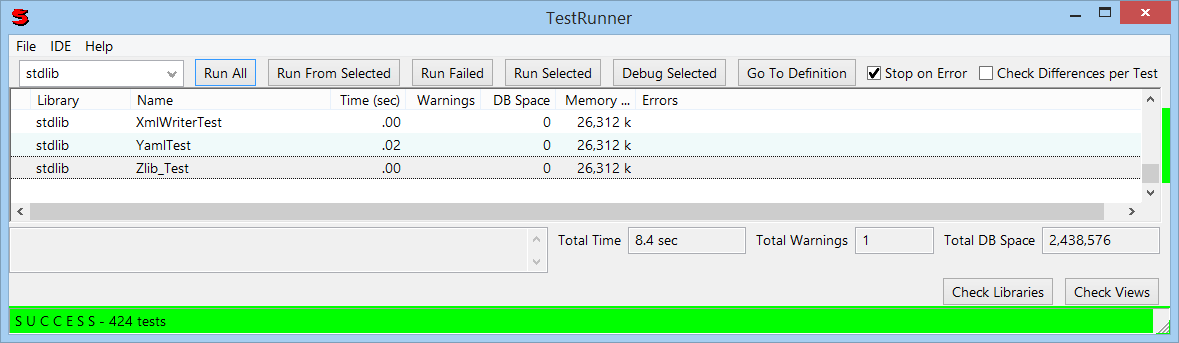 TestRunner
File IDE Help
stdlib Run All Run From Selected Run Failed Run Selected Debug Selected Go To Definition Stop on Error Check Differences per Test
Library Name Time (sec) Warnings DB Space Memory ... Errors
stdlib XmlWriterTest .00 0 26,312 k
stdlib YamlTest .02 0 26,312 k
stdlib Zlib_Test .00 0 26,312 k
Total Time 8.4 sec Total Warnings 1 Total DB Space 2,438,576
Check Libraries Check Views
S U C C E S S - 424 tests